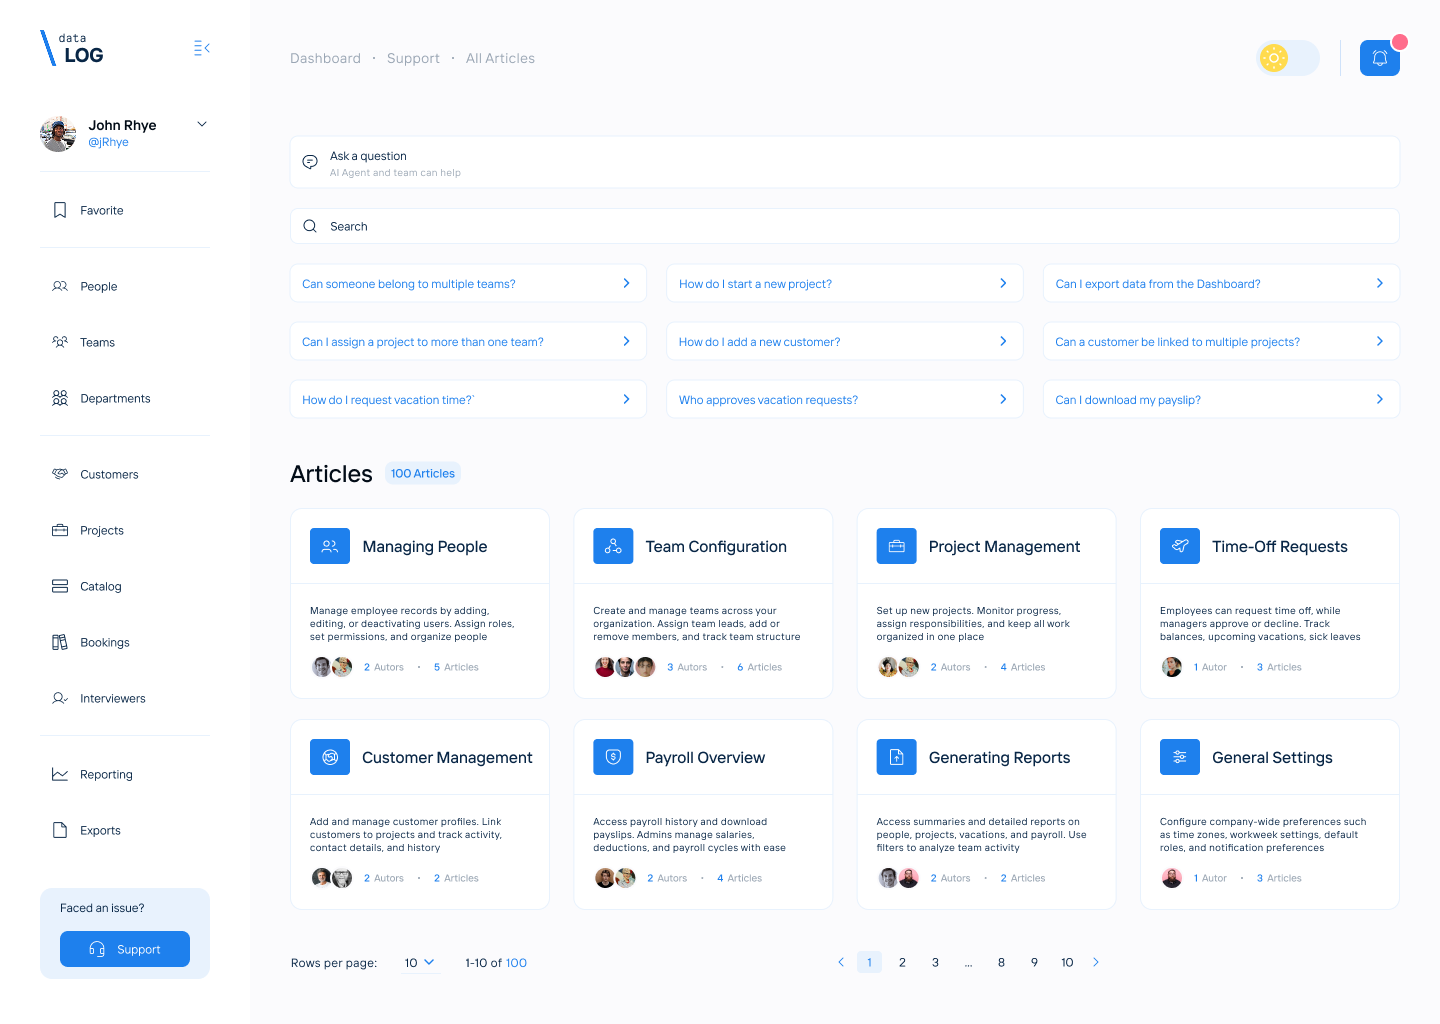 data
LOG
John Rhye
@jRhye
Favorite
People
Teams
Departments
Customers
Projects
Catalog
Bookings
Interviewers
Reporting
Exports
Faced an issue?
Support
Dashboard · Support · All Articles
Ask a question
AI Agent and team can help
Search
Can someone belong to multiple teams?
How do I start a new project?
Can I export data from the Dashboard?
Can I assign a project to more than one team?
How do I add a new customer?
Can a customer be linked to multiple projects?
How do I request vacation time?`
Who approves vacation requests?
Can I download my payslip?
Articles
100 Articles
Managing People
Manage employee records by adding,
editing, or deactivating users. Assign roles,
set permissions, and organize people
2 Autors · 5 Articles
Team Configuration
Create and manage teams across your
organization. Assign team leads, add or
remove members, and track team structure
3 Autors · 6 Articles
Project Management
Set up new projects. Monitor progress,
assign responsibilities, and keep all work
organized in one place
2 Autors · 4 Articles
Time-Off Requests
Employees can request time off, while
managers approve or decline. Track
balances, upcoming vacations, sick leaves
1 Autor · 3 Articles
Customer Management
Add and manage customer profiles. Link
customers to projects and track activity,
contact details, and history
2 Autors · 2 Articles
Payroll Overview
Access payroll history and download
payslips. Admins manage salaries,
deductions, and payroll cycles with ease
2 Autors · 4 Articles
Generating Reports
Access summaries and detailed reports on
people, projects, vacations, and payroll. Use
filters to analyze team activity
2 Autors · 2 Articles
General Settings
Configure company-wide preferences such
as time zones, workweek settings, default
roles, and notification preferences
1 Autor · 3 Articles
Rows per page: 10 1-10 of 100
1 2 3 ... 8 9 10